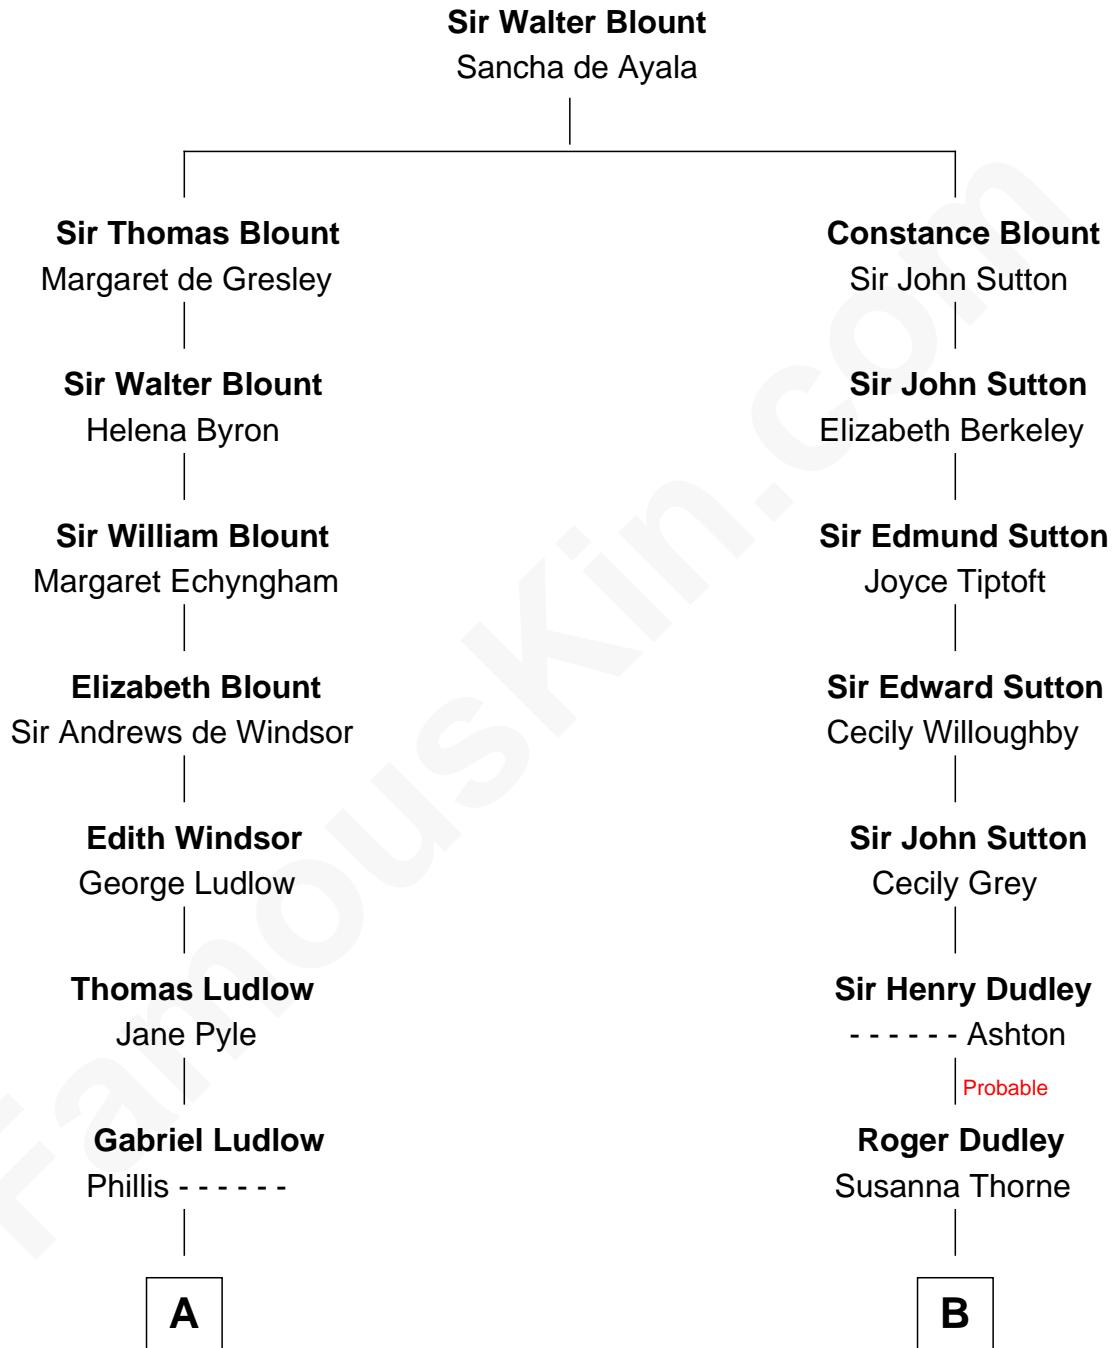 Sir Walter Blount
Sancha de Ayala
Sir Thomas Blount
Margaret de Gresley
Constance Blount
Sir John Sutton
Sir Walter Blount
Helena Byron
Sir John Sutton
Elizabeth Berkeley
Sir William Blount
Margaret Echyngham
Sir Edmund Sutton
Joyce Tiptoft
Elizabeth Blount
Sir Andrews de Windsor
Sir Edward Sutton
Cecily Willoughby
Edith Windsor
George Ludlow
Sir John Sutton
Cecily Grey
Thomas Ludlow
Jane Pyle
Sir Henry Dudley
- - - - - - Ashton
Probable
Gabriel Ludlow
Phillis - - - - - -
Roger Dudley
Susanna Thorne
A
B
FamousKin.com